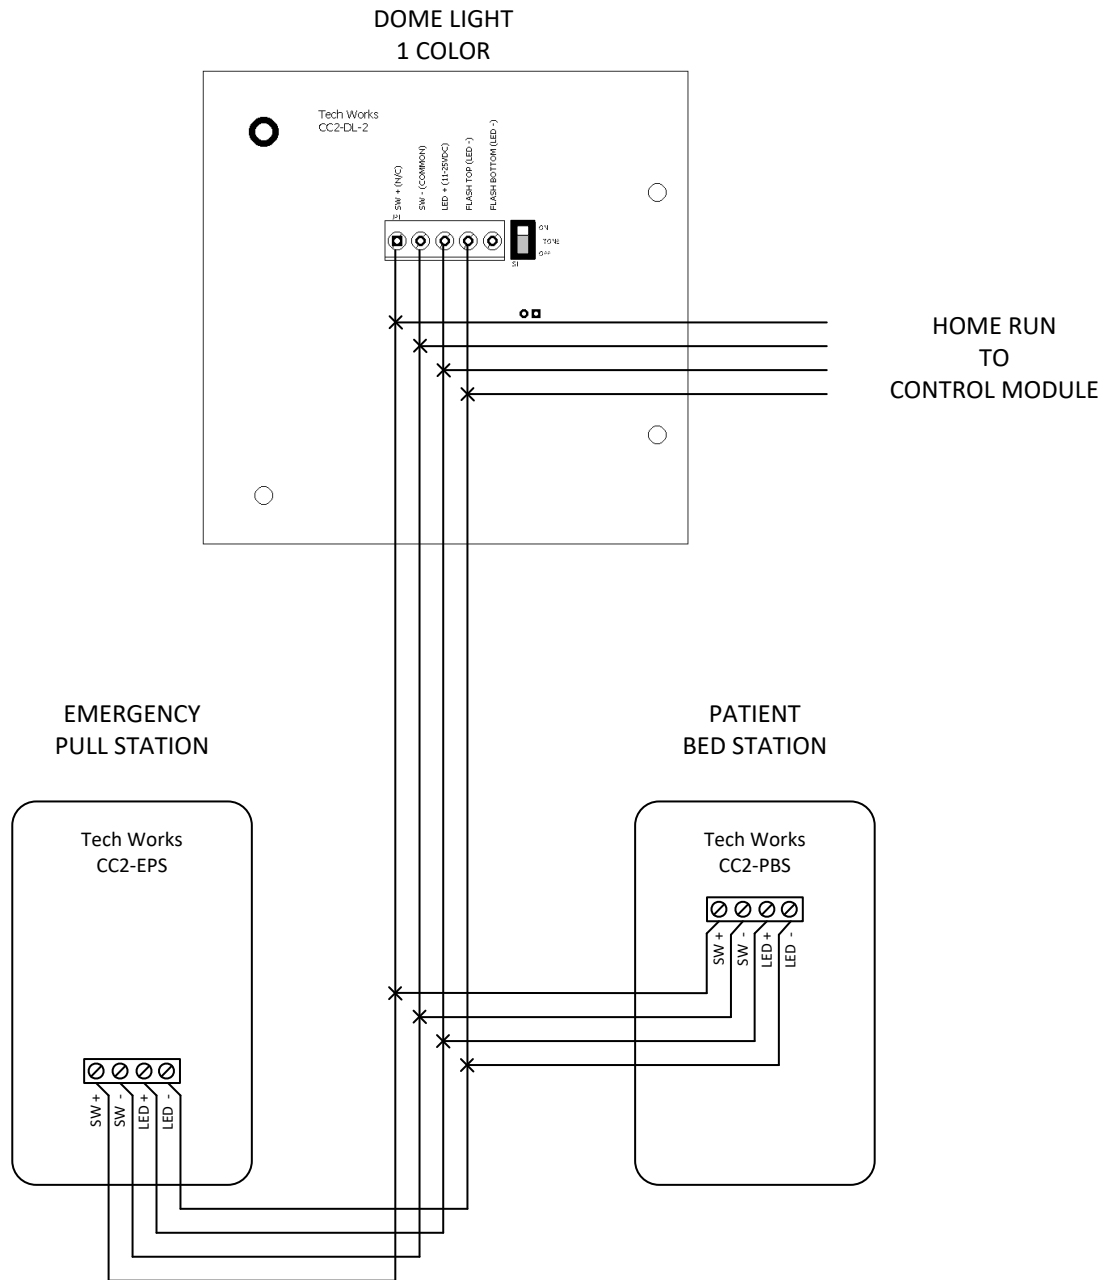 DOME LIGHT
1 COLOR
Tech Works
CC2-DL-2
SW + (N/C)
SW - (COMMON)
LED + (11-25VDC)
FLASH TOP (LED -)
FLASH BOTTOM (LED -)
ON
TONE
OFF
S1
HOME RUN
TO
CONTROL MODULE
EMERGENCY
PULL STATION
PATIENT
BED STATION
Tech Works
CC2-EPS
SW +
SW -
LED +
LED -
Tech Works
CC2-PBS
SW +
SW -
LED +
LED -